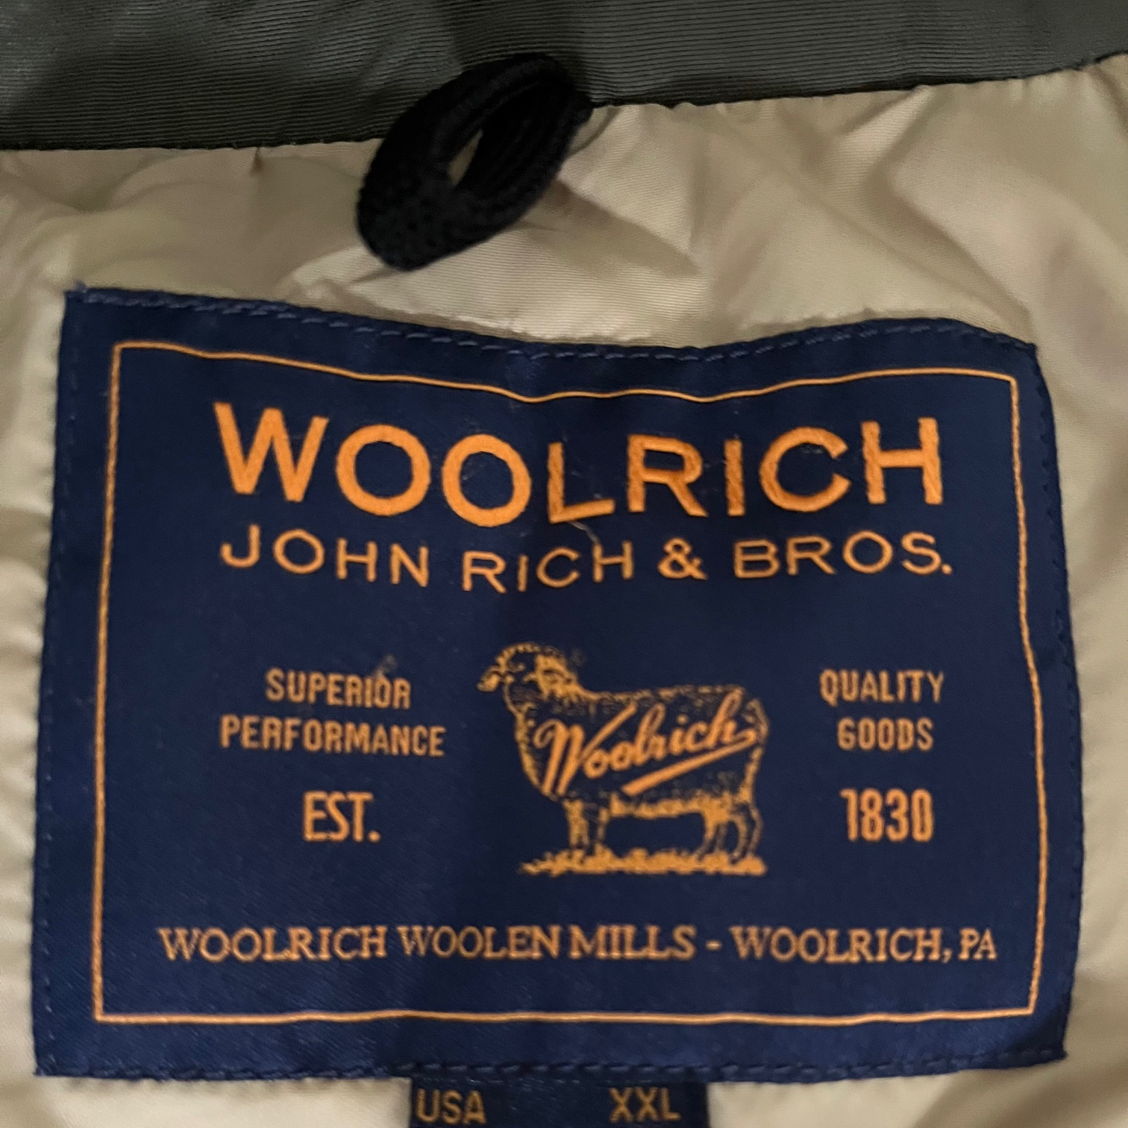 WOOLRICH
JOHN RICH & BROS.
SUPERIOR
PERFORMANCE
EST.
Woolrich
QUALITY
GOODS
1830
WOOLRICH WOOLEN MILLS - WOOLRICH, PA
USA XXL